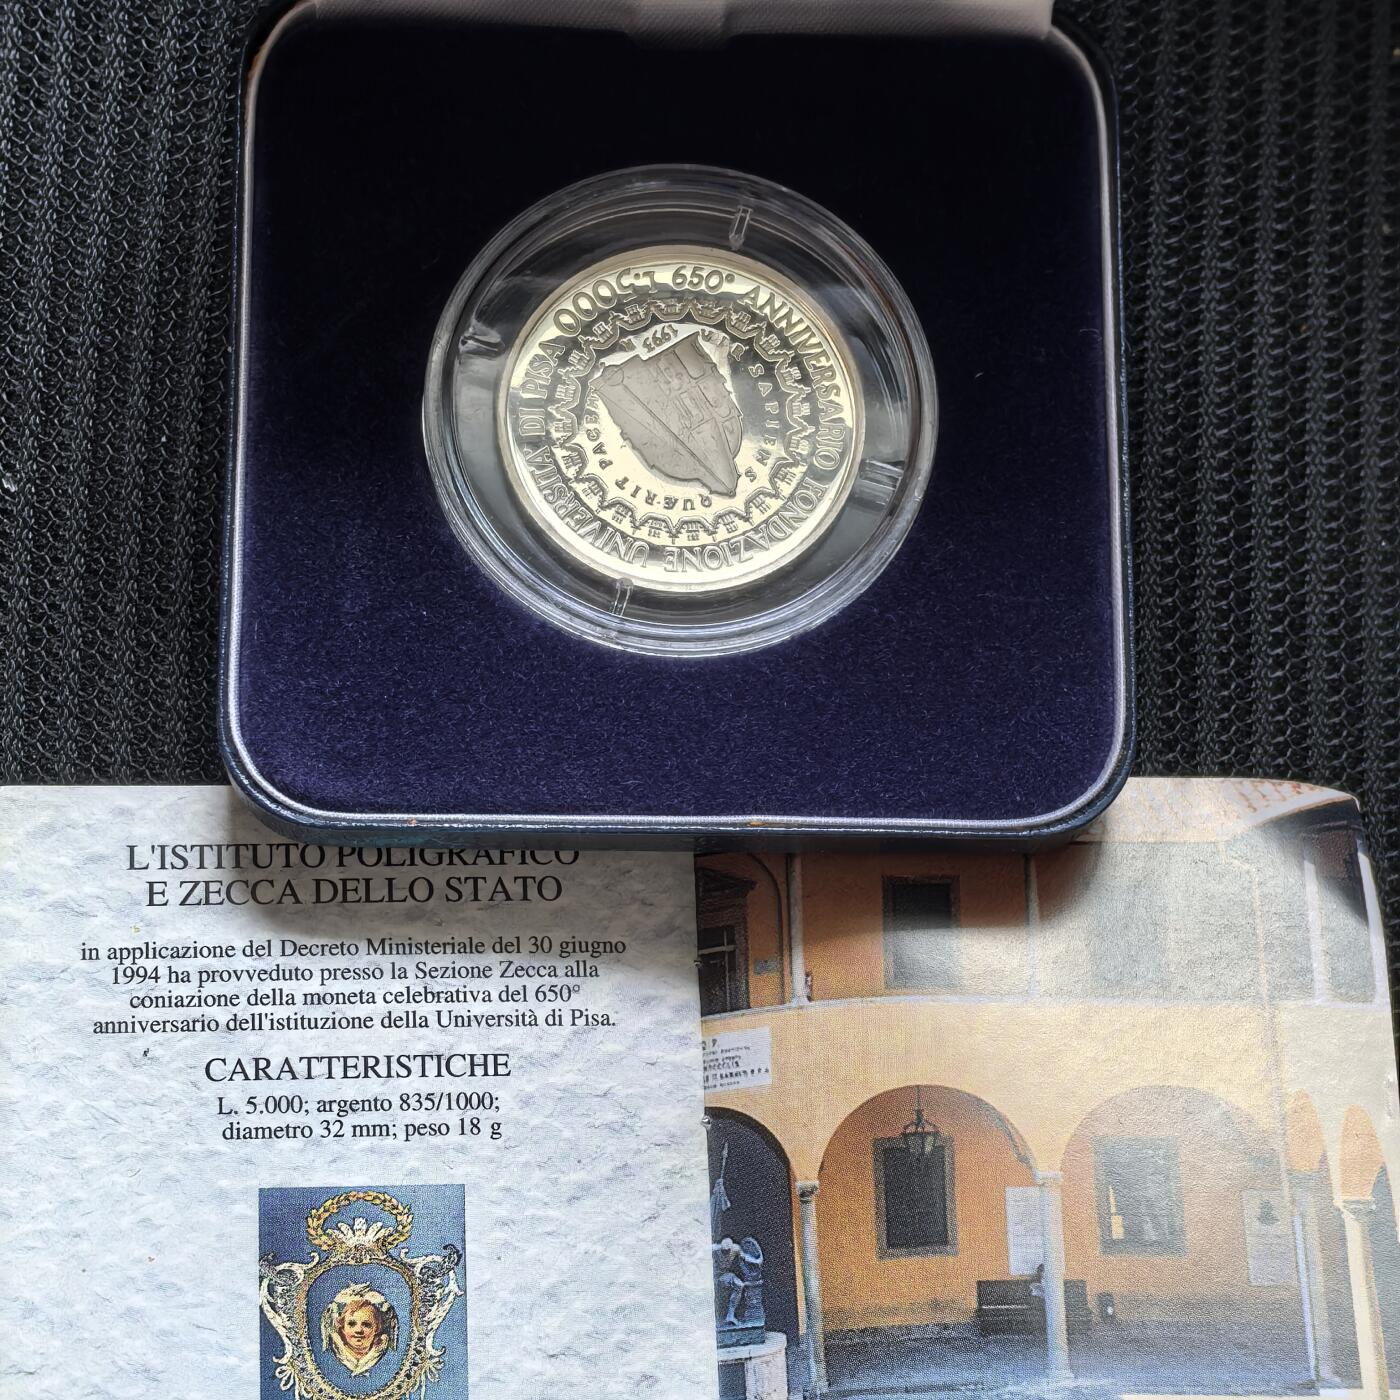 L.5000 650° ANNIVERSARIO FONDAZIONE UNIVERSITÀ DI PISA
1993
SAPIENS
QUERIT PACEM
L'ISTITUTO POLIGRAFICO
E ZECCA DELLO STATO
in applicazione del Decreto Ministeriale del 30 giugno
1994 ha provveduto presso la Sezione Zecca alla
coniazione della moneta celebrativa del 650°
anniversario dell'istituzione della Università di Pisa.
CARATTERISTICHE
L. 5.000; argento 835/1000;
diametro 32 mm; peso 18 g